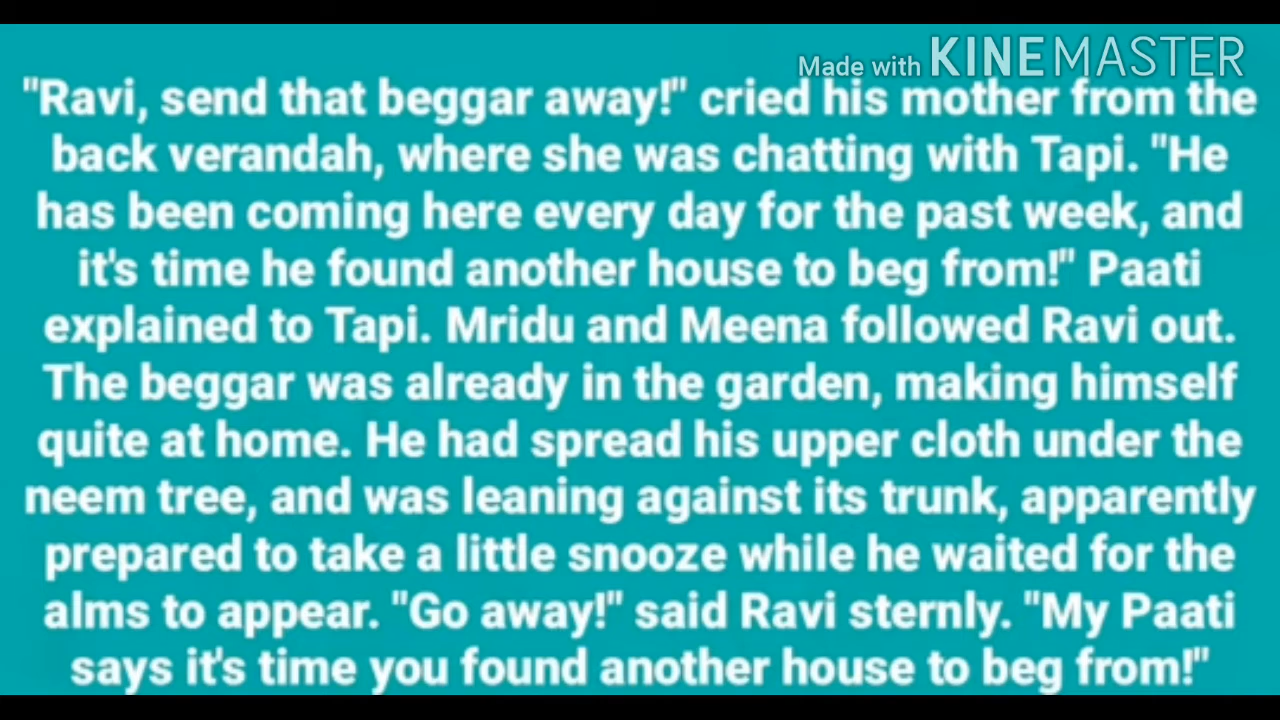 Made with KINEMASTER
"Ravi, send that beggar away!" cried his mother from the
back verandah, where she was chatting with Tapi. "He
has been coming here every day for the past week, and
it's time he found another house to beg from!" Paati
explained to Tapi. Mridu and Meena followed Ravi out.
The beggar was already in the garden, making himself
quite at home. He had spread his upper cloth under the
neem tree, and was leaning against its trunk, apparently
prepared to take a little snooze while he waited for the
alms to appear. "Go away!" said Ravi sternly. "My Paati
says it's time you found another house to beg from!"